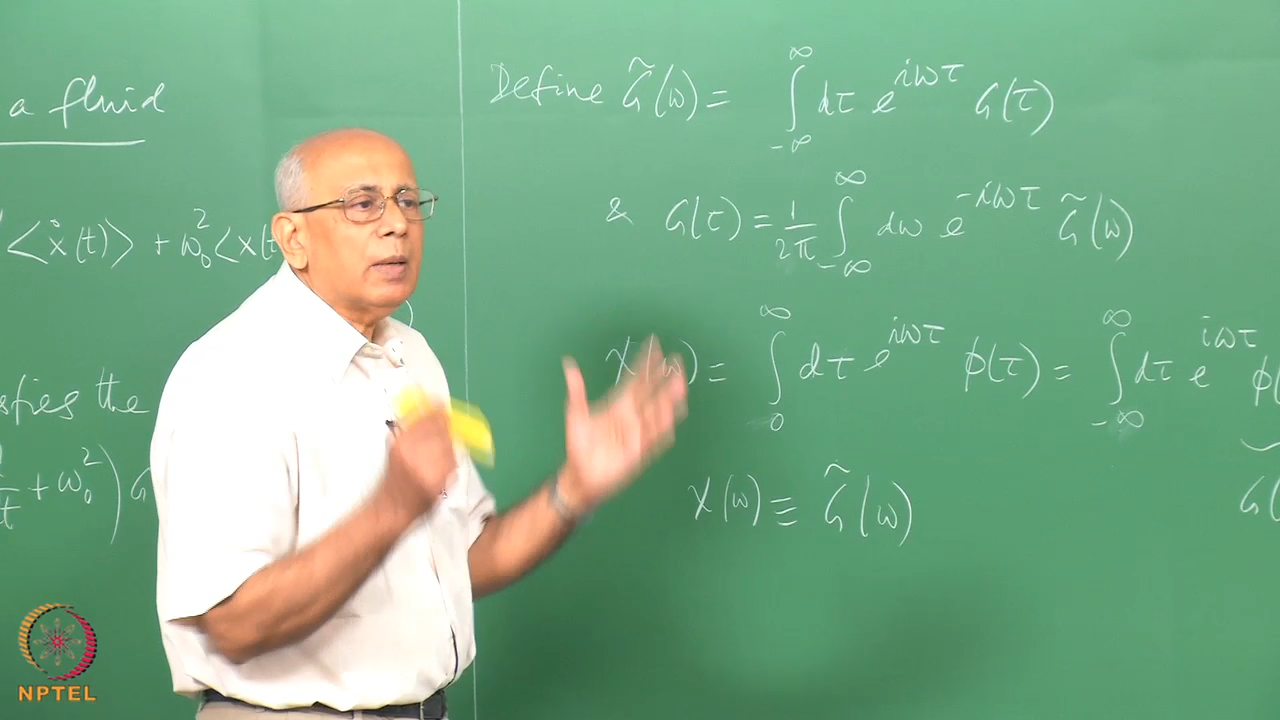 a fluid
<ẋ(t)> + ω₀²<x(t
sfies the
+ ω₀²) G
Define G̃(ω) = ∫_{-∞}^{∞} dτ e^{iωτ} G(τ)
& G(τ) = 1/2π ∫_{-∞}^{∞} dω e^{-iωτ} G̃(ω)
χ(ω) = ∫_{0}^{∞} dτ e^{iωτ} φ(τ) = ∫_{-∞}^{∞} dτ e^{iωτ} φ(
G(
χ(ω) ≡ G̃(ω)
NPTEL